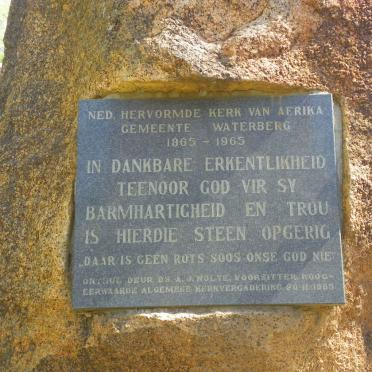 NED. HERVORMDE KERK VAN AFRIKA
GEMEENTE WATERBERG
1865 – 1965
IN DANKBARE ERKENTLIKHEID
TEENOOR GOD VIR SY
BARMHARTIGHEID EN TROU
IS HIERDIE STEEN OPGERIG
„DAAR IS GEEN ROTS SOOS ONSE GOD NIE"
ONTHUL DEUR DS. A. J. NOLTE, VOORSITTER, HOOG-
EERWAARDE ALGEMENE KERKVERGADERING 20·11·1965